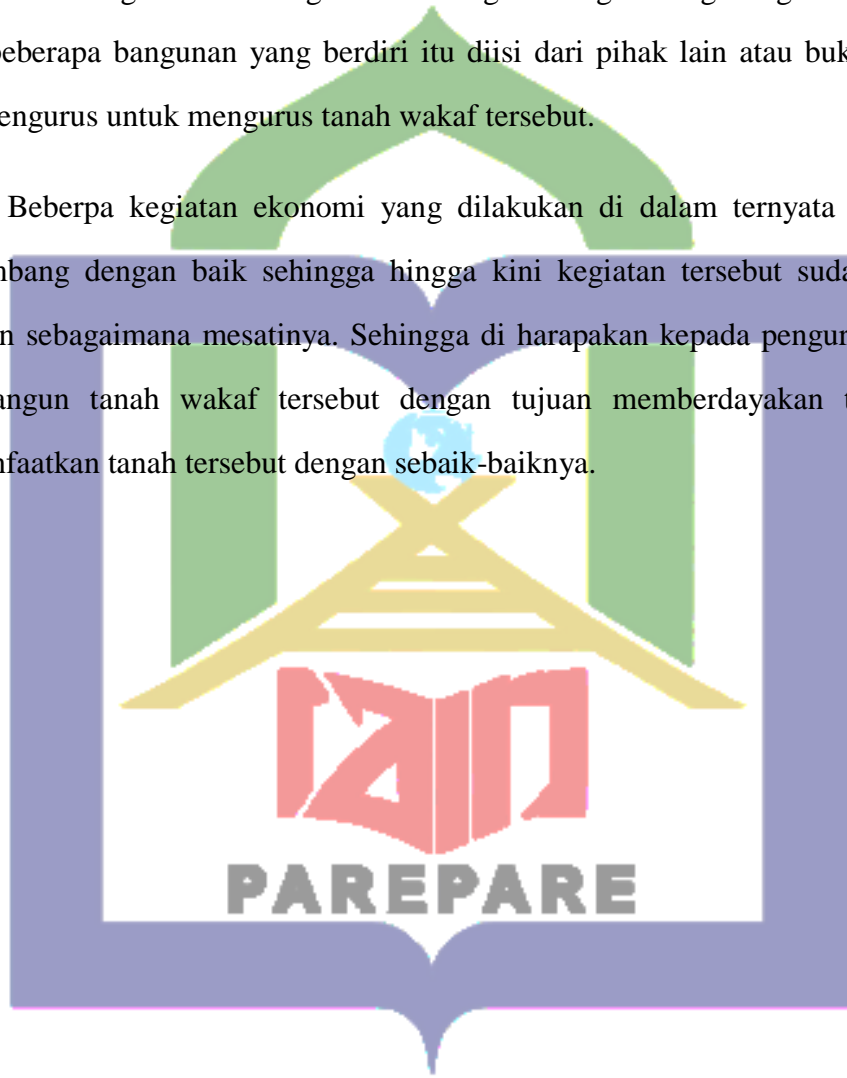 beberapa bangunan yang berdiri itu diisi dari pihak lain atau buk
engurus untuk mengurus tanah wakaf tersebut.
Beberpa kegiatan ekonomi yang dilakukan di dalam ternyata
mbang dengan baik sehingga hingga kini kegiatan tersebut suda
n sebagaimana mesatinya. Sehingga di harapakan kepada pengur
angun tanah wakaf tersebut dengan tujuan memberdayakan t
nfaatkan tanah tersebut dengan sebaik-baiknya.
iain
PAREPARE